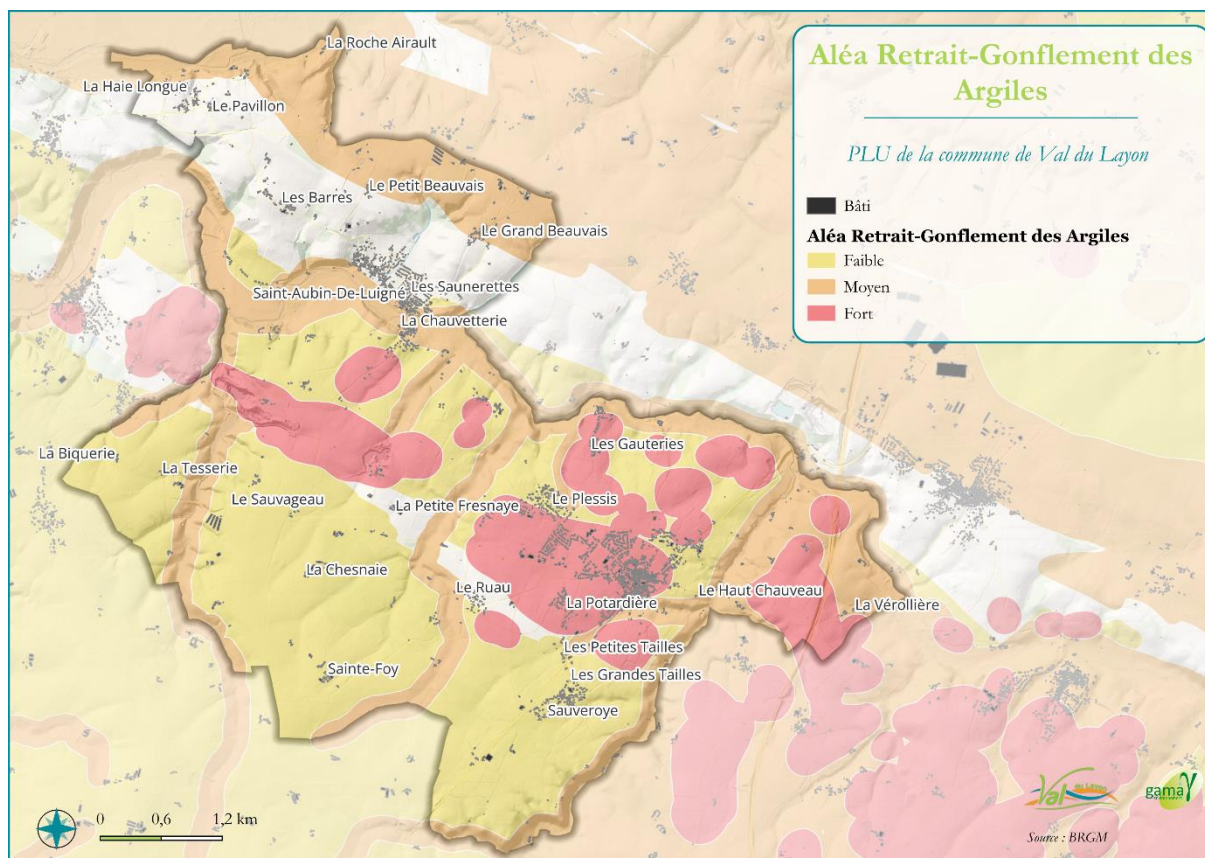 Aléa Retrait-Gonflement des
Argiles
PLU de la commune de Val du Layon
Bâti
Aléa Retrait-Gonflement des Argiles
Faible
Moyen
Fort
La Roche Airault
La Haie Longue
Le Pavillon
Le Petit Beauvais
Les Barres
Le Grand Beauvais
Saint-Aubin-De-Luigné
Les Saunerettes
La Chauvetterie
Les Gauteries
La Biquerie
La Tesserie
Le Sauvageau
La Petite Fresnaye
Le Plessis
La Chesnaie
Le Ruau
La Potardière
Le Haut Chauveau
La Vérollière
Les Petites Tailles
Sainte-Foy
Les Grandes Tailles
Sauveroye
0 0,6 1,2 km
Val du Layon
gama
Source : BRGM